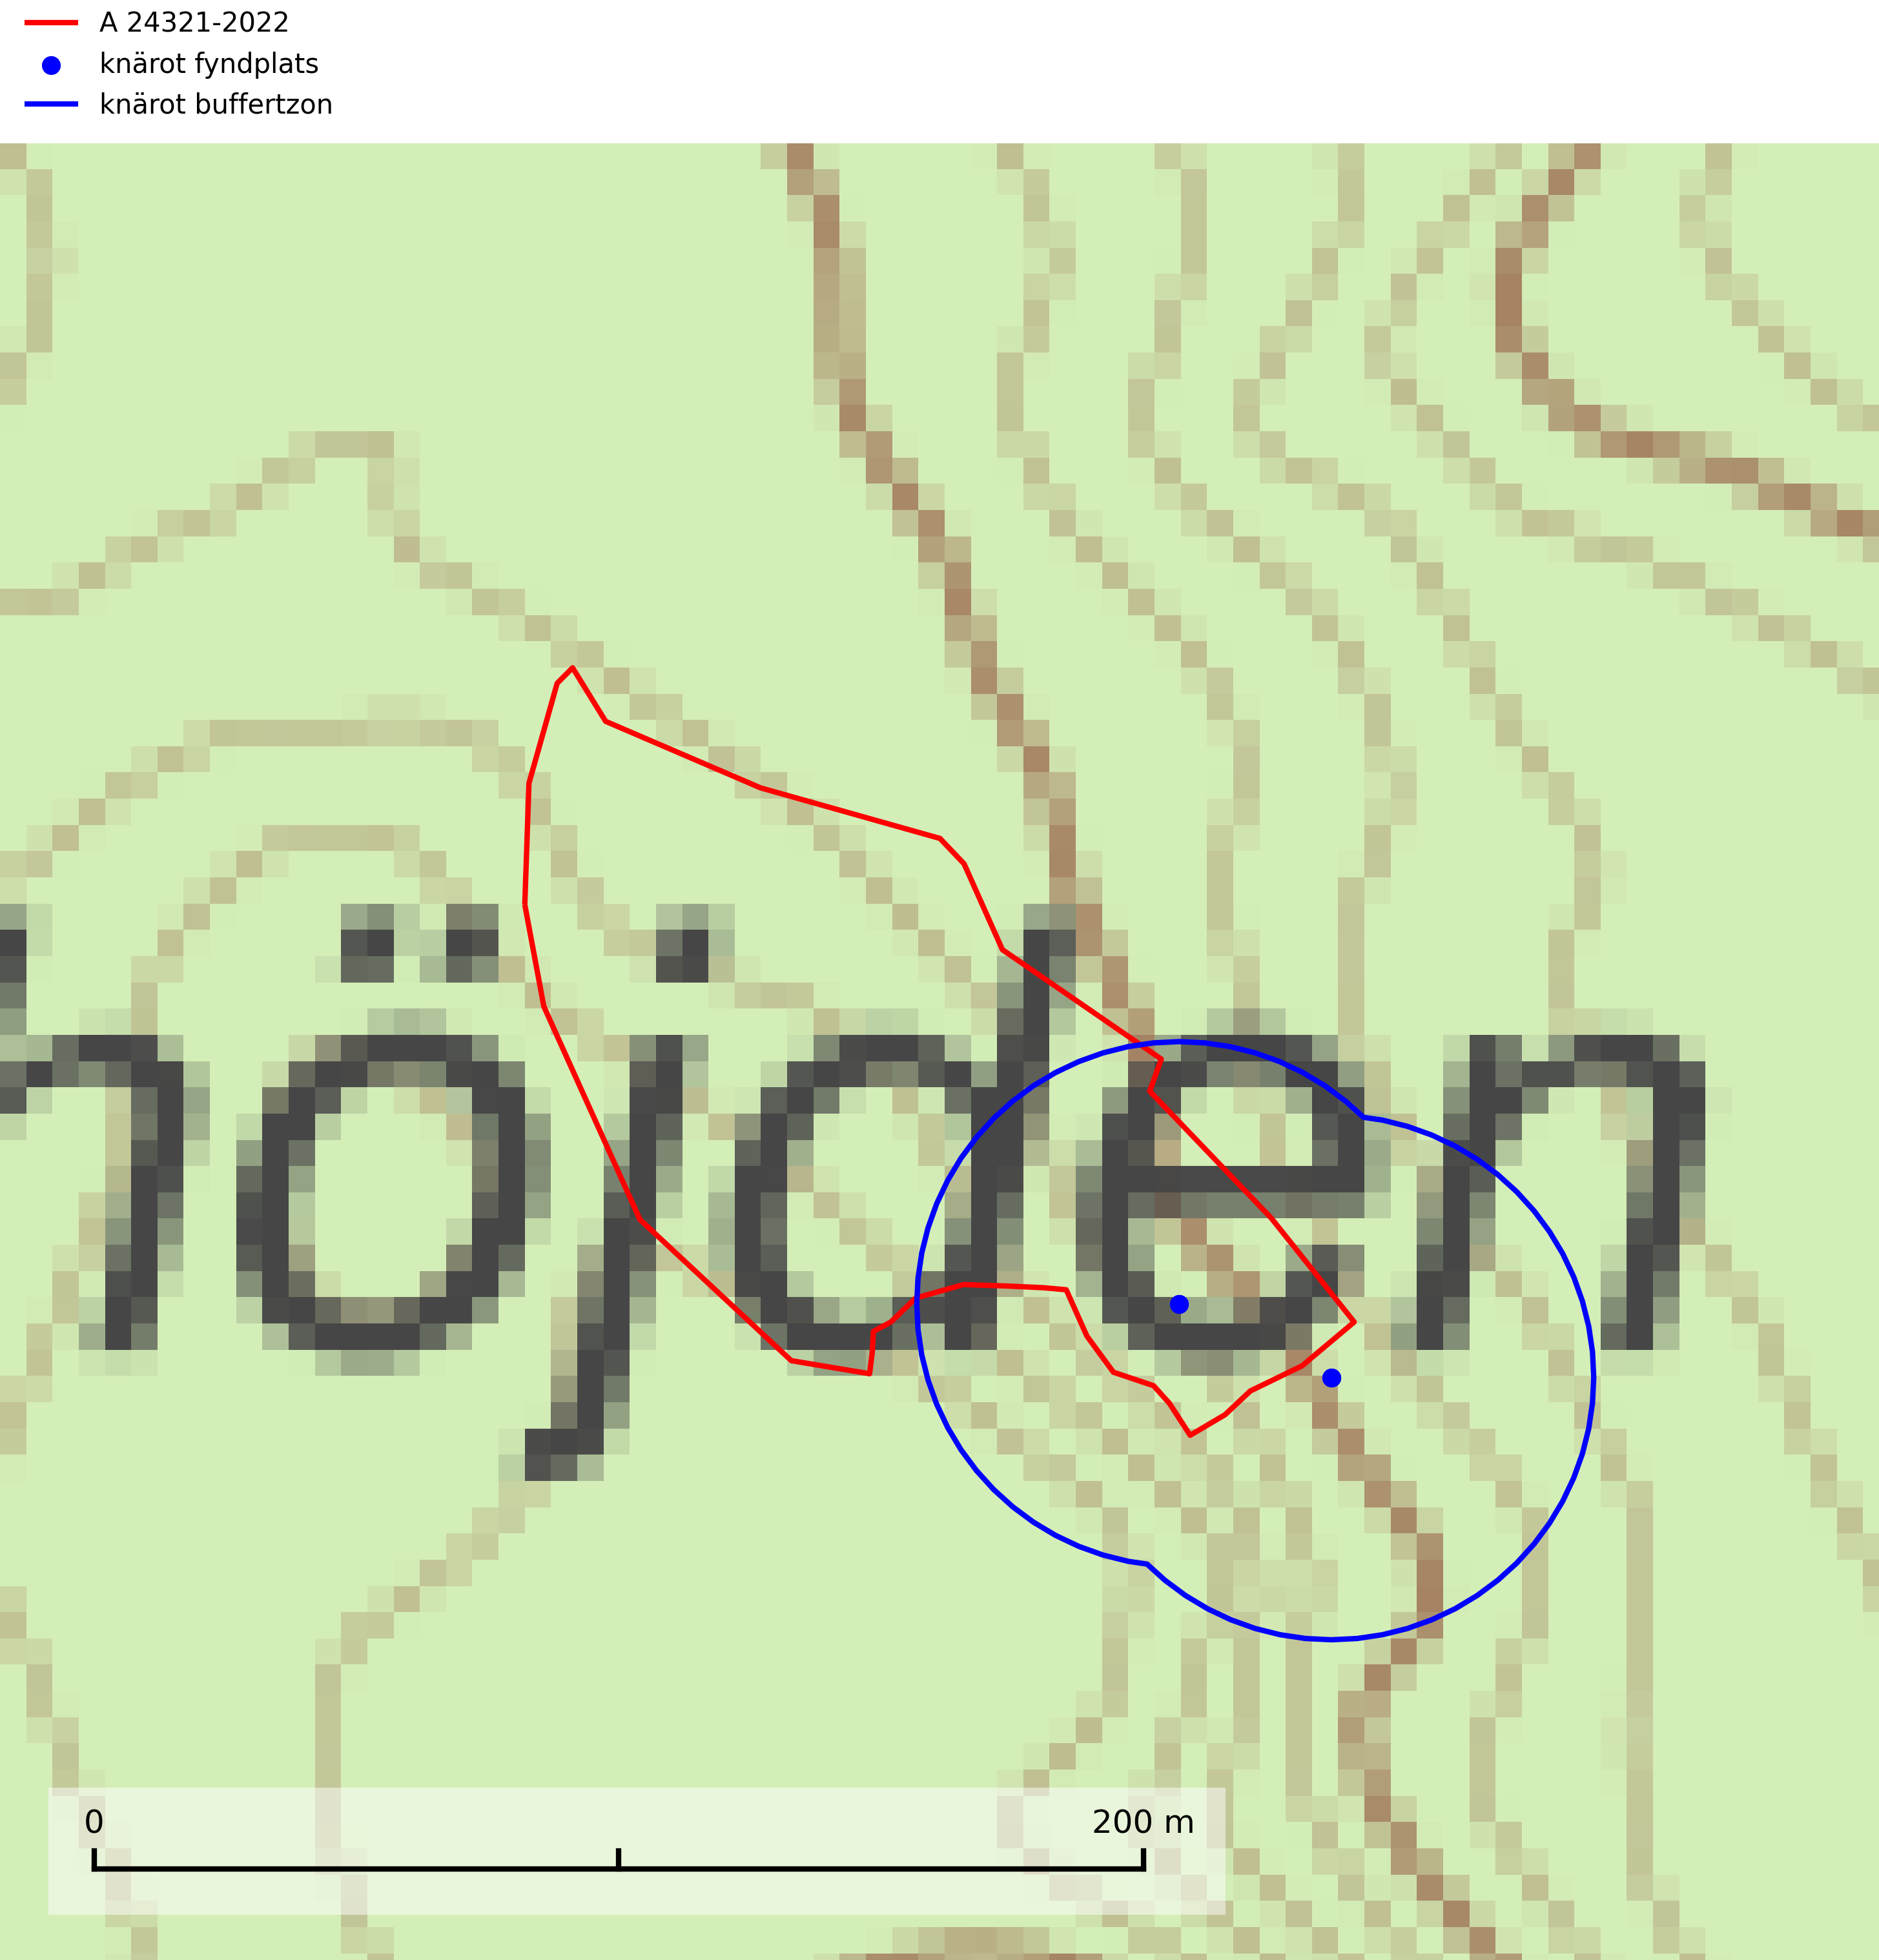 A 24321-2022
knärot fyndplats
knärot buffertzon
0
200 m